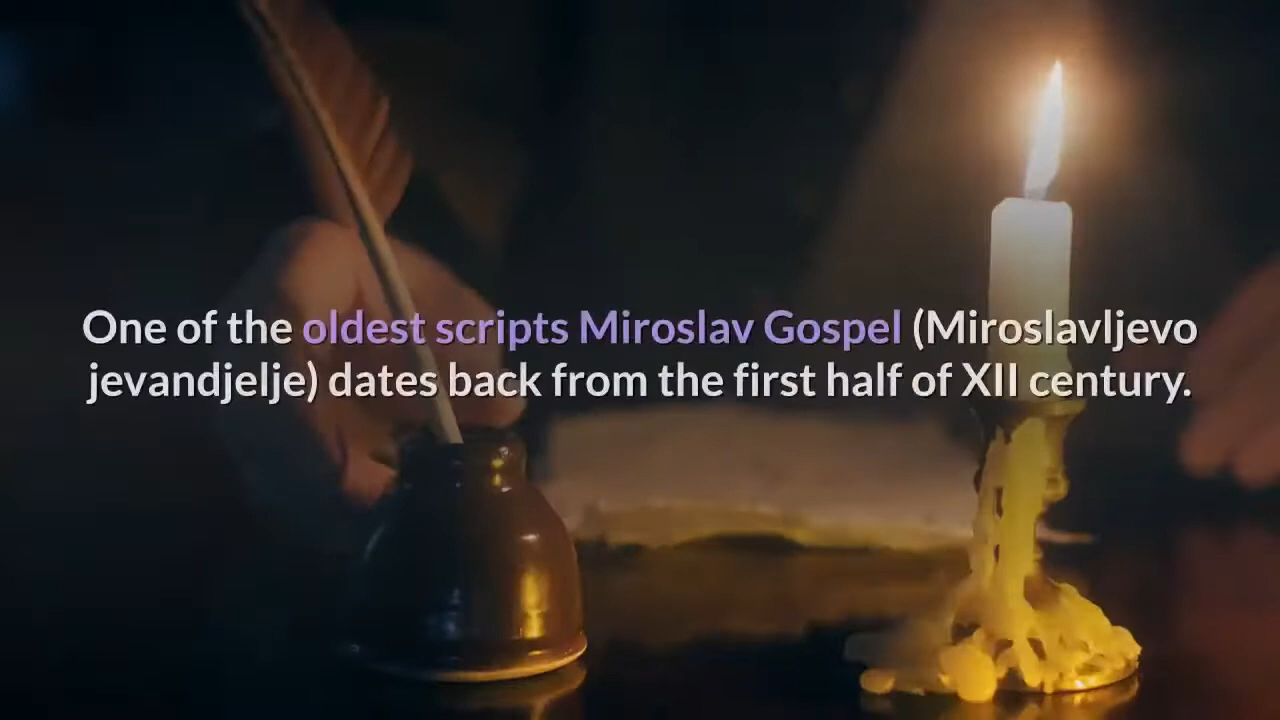 One of the oldest scripts Miroslav Gospel (Miroslavljevo
jevandjelje) dates back from the first half of XII century.